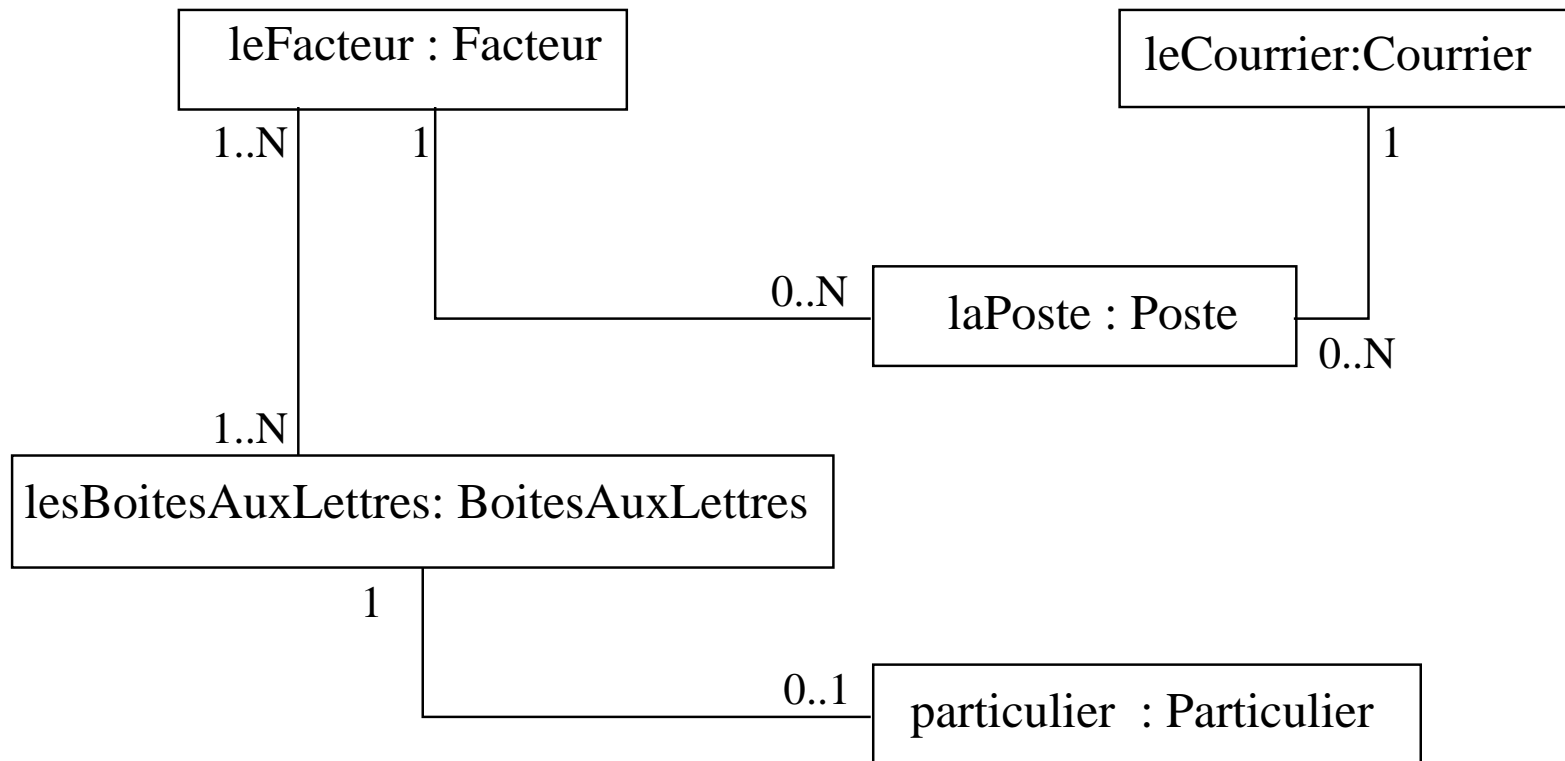 leFacteur : Facteur
leCourrier:Courrier
1..N
1
1
0..N
laPoste : Poste
0..N
1..N
lesBoitesAuxLettres: BoitesAuxLettres
1
0..1
particulier : Particulier